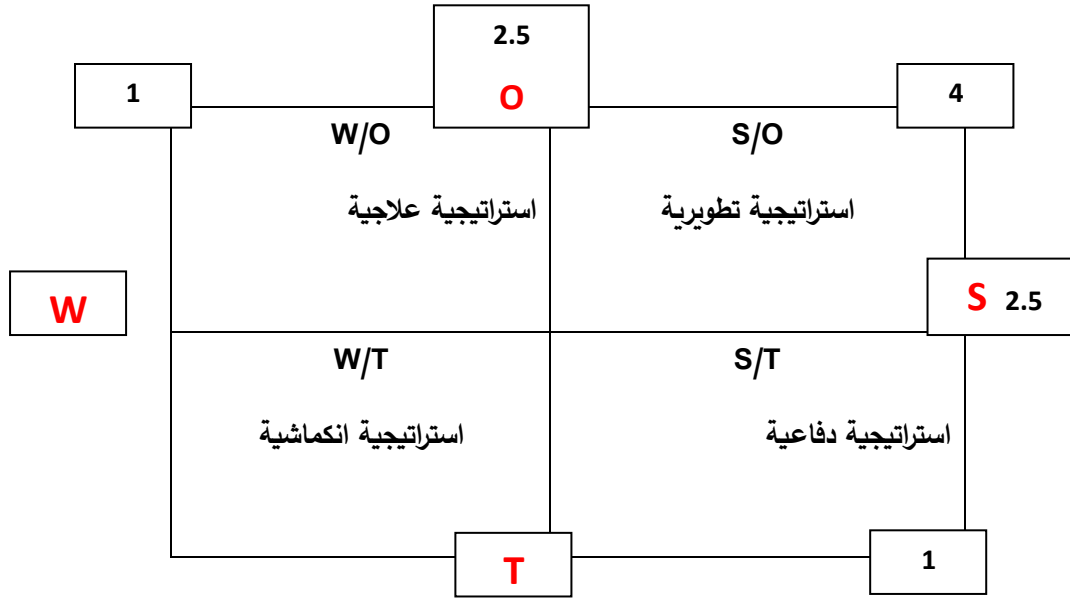 2.5
O
1
4
W/O
S/O
استراتيجية علاجية
استراتيجية تطويرية
W
S 2.5
W/T
S/T
استراتيجية انكماشية
استراتيجية دفاعية
T
1